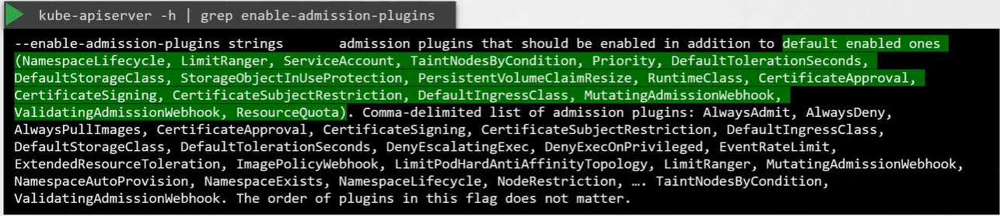 kube-apiserver -h | grep enable-admission-plugins
--enable-admission-plugins strings admission plugins that should be enabled in addition to default enabled ones
(NamespaceLifecycle, LimitRanger, ServiceAccount, TaintNodesByCondition, Priority, DefaultTolerationSeconds,
DefaultStorageClass, StorageObjectInUseProtection, PersistentVolumeClaimResize, RuntimeClass, CertificateApproval,
CertificateSigning, CertificateSubjectRestriction, DefaultIngressClass, MutatingAdmissionWebhook,
ValidatingAdmissionWebhook, ResourceQuota). Comma-delimited list of admission plugins: AlwaysAdmit, AlwaysDeny,
AlwaysPullImages, CertificateApproval, CertificateSigning, CertificateSubjectRestriction, DefaultIngressClass,
DefaultStorageClass, DefaultTolerationSeconds, DenyEscalatingExec, DenyExecOnPrivileged, EventRateLimit,
ExtendedResourceToleration, ImagePolicyWebhook, LimitPodHardAntiAffinityTopology, LimitRanger, MutatingAdmissionWebhook,
NamespaceAutoProvision, NamespaceExists, NamespaceLifecycle, NodeRestriction, …. TaintNodesByCondition,
ValidatingAdmissionWebhook. The order of plugins in this flag does not matter.